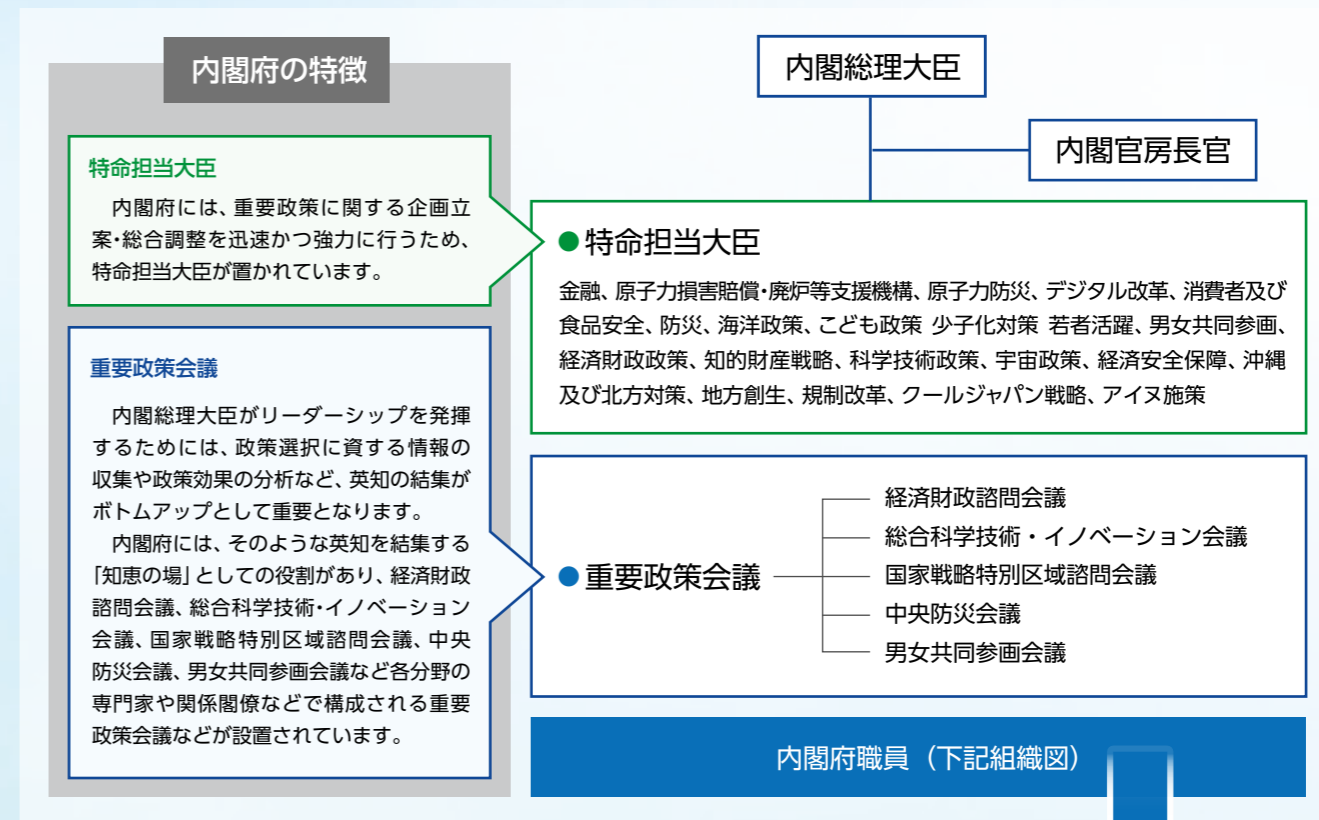 内閣府の特徴
特命担当大臣
内閣府には、重要政策に関する企画立
案・総合調整を迅速かつ強力に行うため、
特命担当大臣が置かれています。
重要政策会議
内閣総理大臣がリーダーシップを発揮
するためには、政策選択に資する情報の
収集や政策効果の分析など、英知の結集が
ボトムアップとして重要となります。
内閣府には、そのような英知を結集する
「知恵の場」としての役割があり、経済財政
諮問会議、総合科学技術・イノベーション
会議、国家戦略特別区域諮問会議、中央
防災会議、男女共同参画会議など各分野の
専門家や関係閣僚などで構成される重要
政策会議などが設置されています。
内閣総理大臣
内閣官房長官
●特命担当大臣
金融、原子力損害賠償・廃炉等支援機構、原子力防災、デジタル改革、消費者及び
食品安全、防災、海洋政策、こども政策 少子化対策 若者活躍、男女共同参画、
経済財政政策、知的財産戦略、科学技術政策、宇宙政策、経済安全保障、沖縄
及び北方対策、地方創生、規制改革、クールジャパン戦略、アイヌ施策
●重要政策会議
経済財政諮問会議
総合科学技術・イノベーション会議
国家戦略特別区域諮問会議
中央防災会議
男女共同参画会議
内閣府職員（下記組織図）